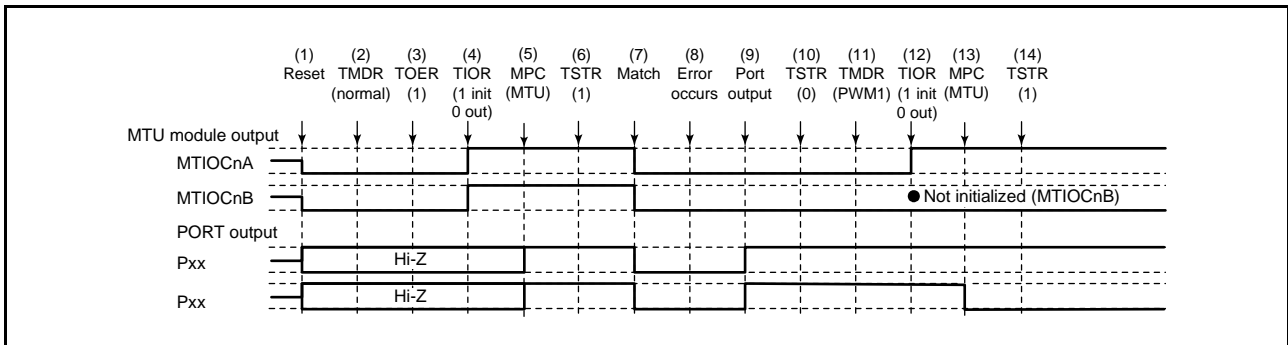 (1) (2) (3) (4) (5) (6) (7) (8) (9) (10) (11) (12) (13) (14)
Reset TMDR TOER TIOR MPC TSTR Match Error Port TSTR TMDR TIOR MPC TSTR
(normal) (1) (1 init (MTU) (1) occurs output (0) (PWM1) (1 init (MTU) (1)
0 out) 0 out)
MTU module output
MTIOCnA
MTIOCnB ● Not initialized (MTIOCnB)
PORT output
Pxx Hi-Z
Pxx Hi-Z